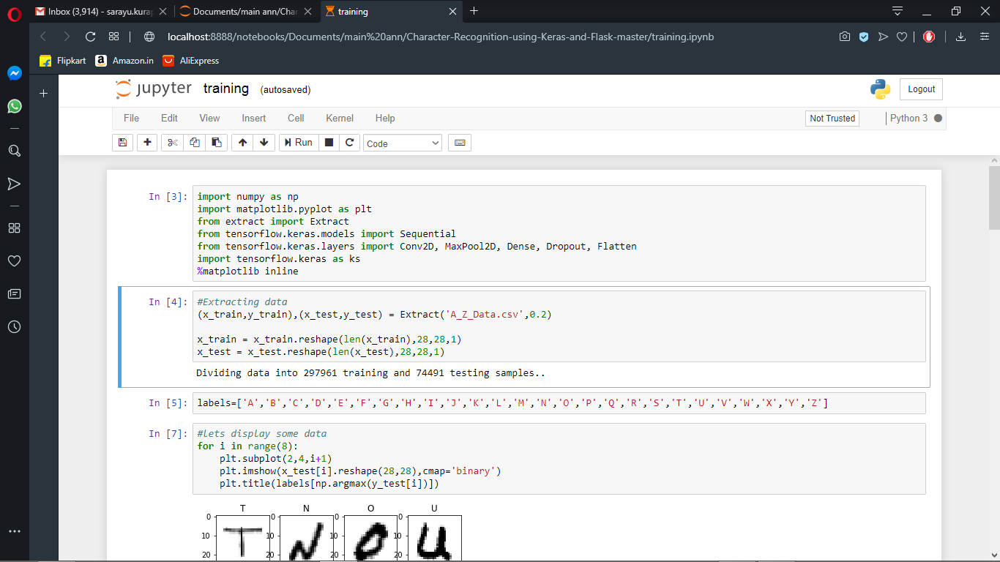 Inbox (3,914) - sarayu.kurap
Documents/main ann/Char
training
localhost:8888/notebooks/Documents/main%20ann/Character-Recognition-using-Keras-and-Flask-master/training.ipynb
Flipkart
a Amazon.in
AliExpress
jupyter training (autosaved)
Logout
File Edit View Insert Cell Kernel Help
Not Trusted
Python 3
Run
Code
In [3]: import numpy as np
import matplotlib.pyplot as plt
from extract import Extract
from tensorflow.keras.models import Sequential
from tensorflow.keras.layers import Conv2D, MaxPool2D, Dense, Dropout, Flatten
import tensorflow.keras as ks
%matplotlib inline
In [4]: #Extracting data
(x_train,y_train),(x_test,y_test) = Extract('A_Z_Data.csv',0.2)
x_train = x_train.reshape(len(x_train),28,28,1)
x_test = x_test.reshape(len(x_test),28,28,1)
Dividing data into 297961 training and 74491 testing samples..
In [5]: labels=['A','B','C','D','E','F','G','H','I','J','K','L','M','N','O','P','Q','R','S','T','U','V','W','X','Y','Z']
In [7]: #lets display some data
for i in range(8):
    plt.subplot(2,4,i+1)
    plt.imshow(x_test[i].reshape(28,28),cmap='binary')
    plt.title(labels[np.argmax(y_test[i])])
T N O U
0 0 0 0
10 10 10 10
20 20 20 20
T N O U